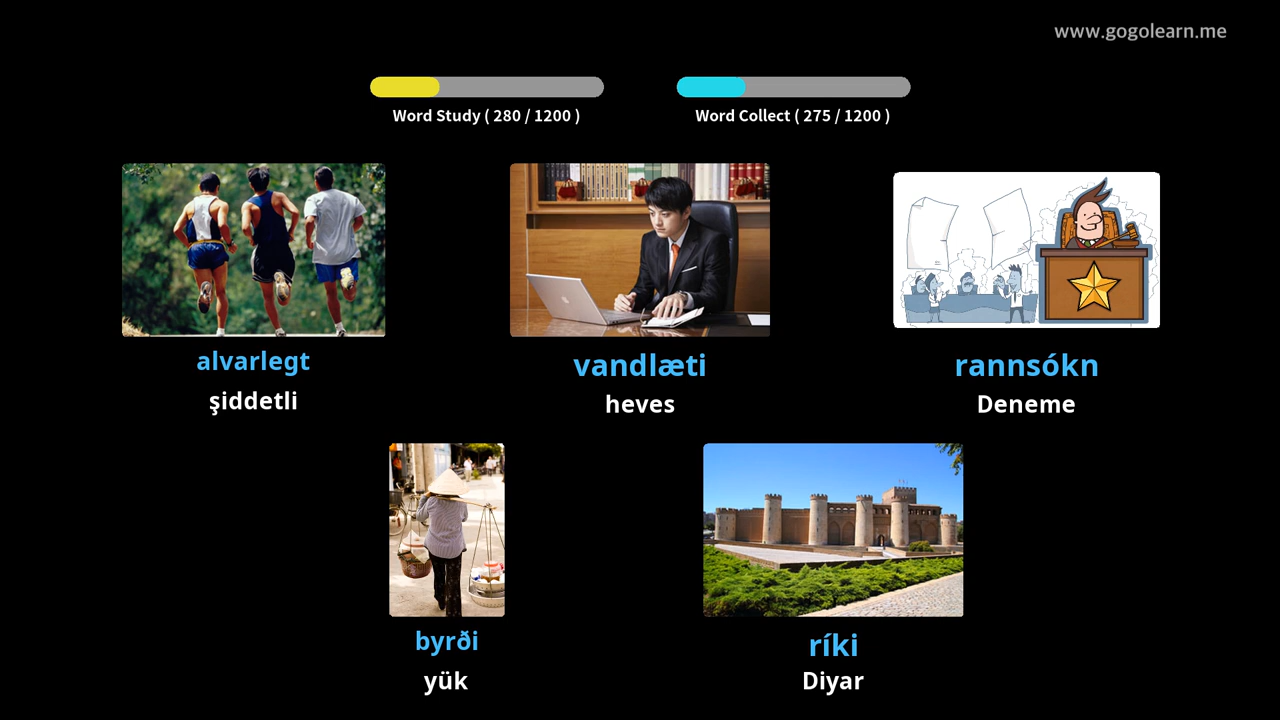 www.gogolearn.me
Word Study ( 280 / 1200 )
Word Collect ( 275 / 1200 )
alvarlegt
şiddetli
vandlæti
heves
rannsókn
Deneme
byrði
yük
ríki
Diyar